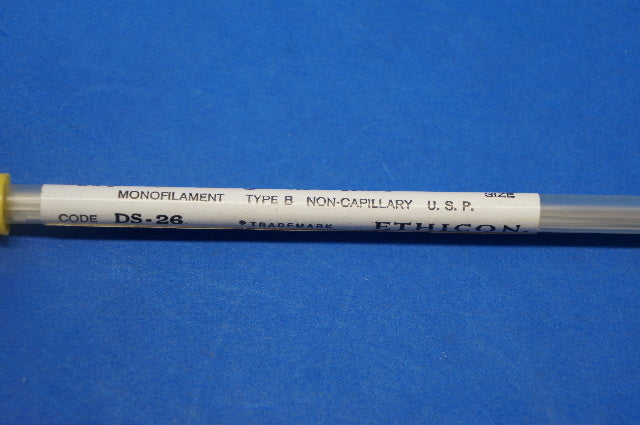 SIZE
MONOFILAMENT TYPE B NON-CAPILLARY U. S. P.
CODE DS-26 TRADEMARK ETHICON.